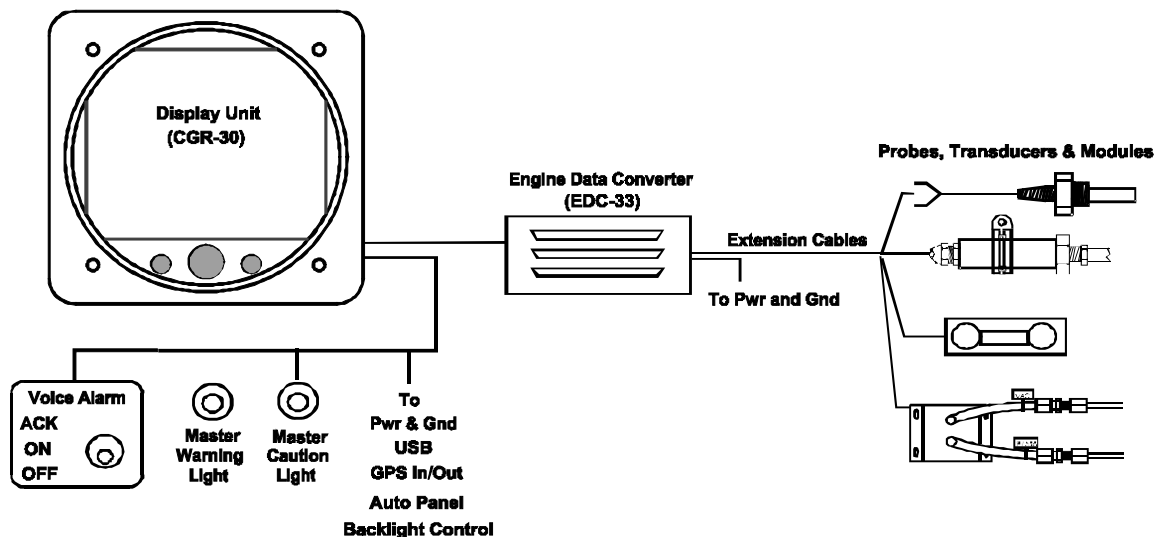 Display Unit
(CGR-30)
Probes, Transducers & Modules
Engine Data Converter
(EDC-33)
Extension Cables
To Pwr and Gnd
Voice Alarm
ACK
ON
OFF
Master
Warning
Light
Master
Caution
Light
To
Pwr & Gnd
USB
GPS In/Out
Auto Panel
Backlight Control